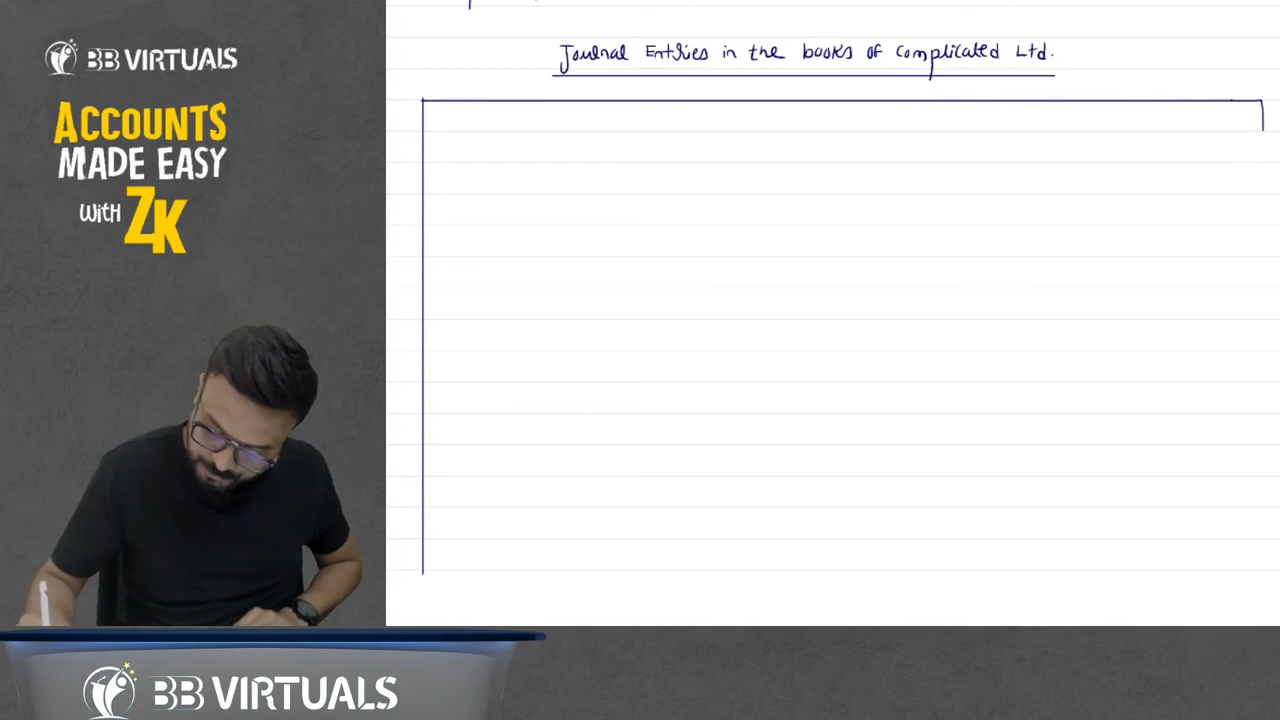 BB VIRTUALS
ACCOUNTS
MADE EASY
with ZK
Journal Entries in the books of Complicated Ltd.
BB VIRTUALS